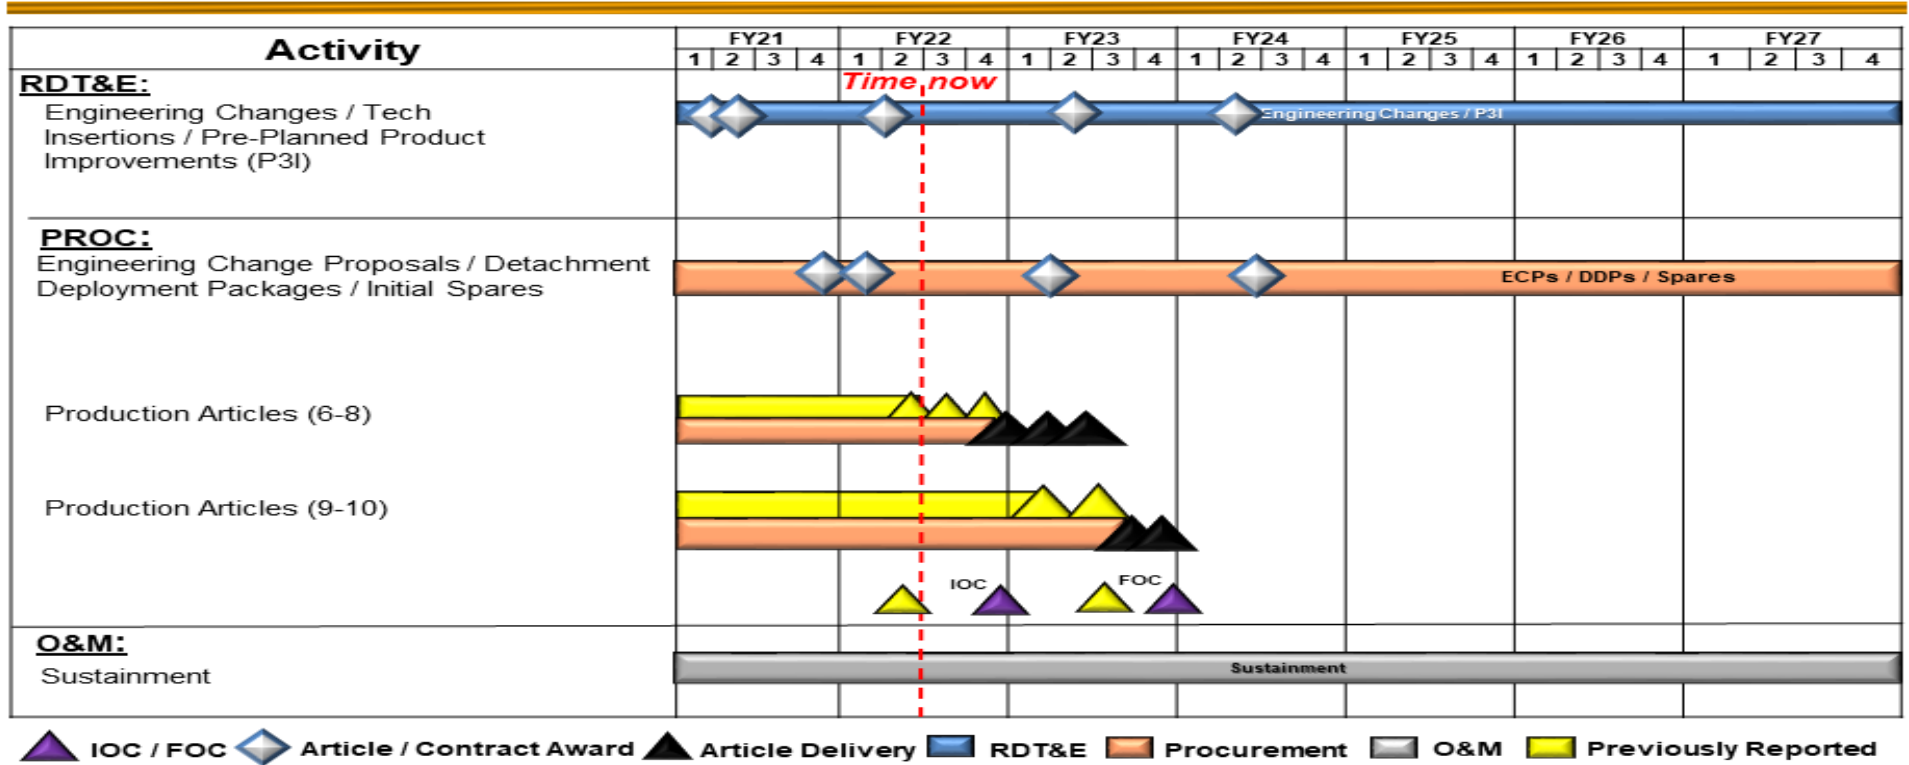 Activity
FY21 FY22 FY23 FY24 FY25 FY26 FY27
1 2 3 4 1 2 3 4 1 2 3 4 1 2 3 4 1 2 3 4 1 2 3 4 1 2 3 4
RDT&E:
Time now
Engineering Changes / Tech
Insertions / Pre-Planned Product
Improvements (P3I)
Engineering Changes / P3I
PROC:
Engineering Change Proposals / Detachment
Deployment Packages / Initial Spares
ECPs / DDPs / Spares
Production Articles (6-8)
Production Articles (9-10)
IOC FOC
O&M:
Sustainment
Sustainment
IOC / FOC Article / Contract Award Article Delivery RDT&E Procurement O&M Previously Reported